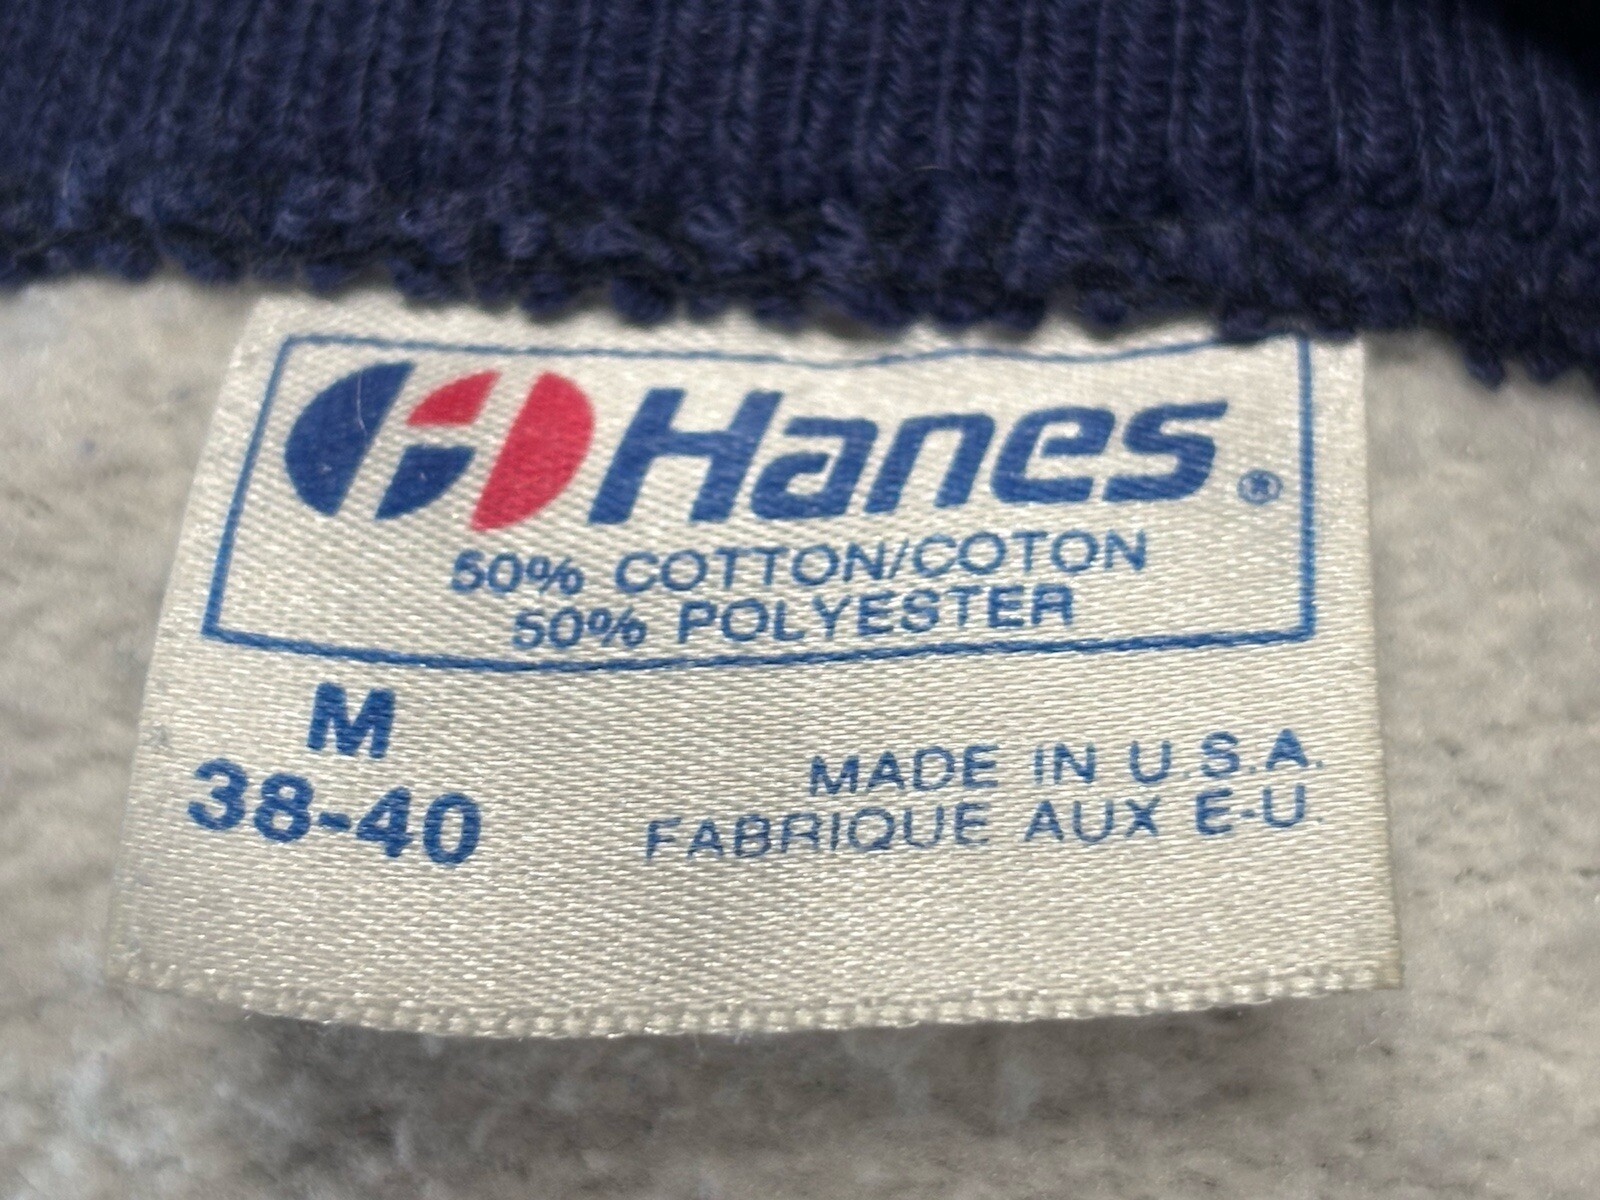 Hanes®
50% COTTON/COTON
50% POLYESTER
M
38-40
MADE IN U.S.A.
FABRIQUE AUX E-U.